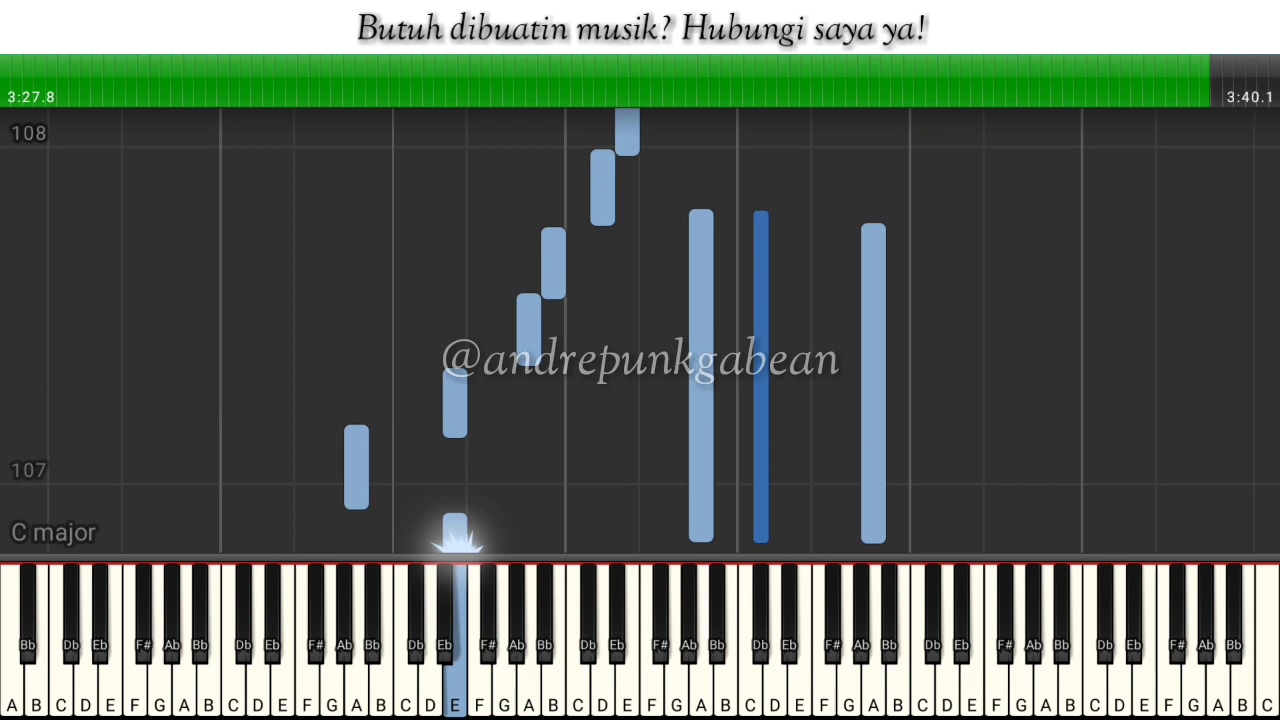 Butuh dibuatin musik? Hubungi saya ya!
3:27.8 3:40.1
108
@andrepunkgabean
107
C major
Bb Db Eb F# Ab Bb Db Eb F# Ab Bb Db Eb F# Ab Bb Db Eb F# Ab Bb Db Eb F# Ab Bb Db Eb F# Ab Bb Db Eb F# Ab Bb
A B C D E F G A B C D E F G A B C D E F G A B C D E F G A B C D E F G A B C D E F G A B C D E F G A B C